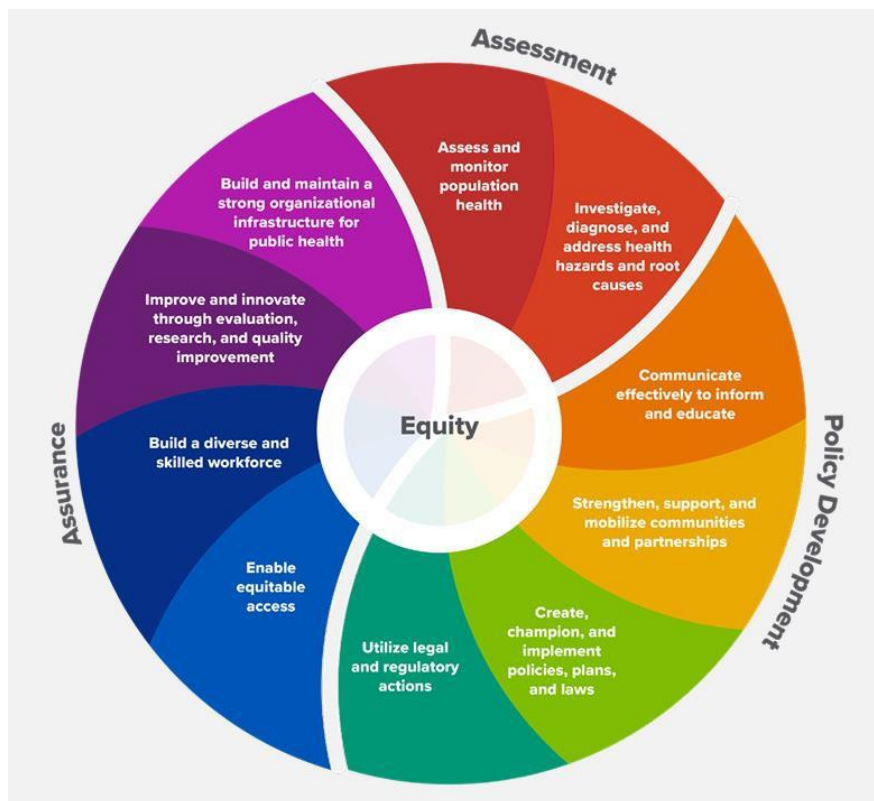 Assessment
Assess and
monitor
population
health
Investigate,
diagnose, and
address health
hazards and root
causes
Communicate
effectively to inform
and educate
Strengthen, support, and
mobilize communities
and partnerships
Policy Development
Create,
champion, and
implement
policies, plans,
and laws
Utilize legal
and regulatory
actions
Enable
equitable
access
Build a diverse and
skilled workforce
Assurance
Improve and innovate
through evaluation,
research, and quality
improvement
Build and maintain a
strong organizational
infrastructure for
public health
Equity